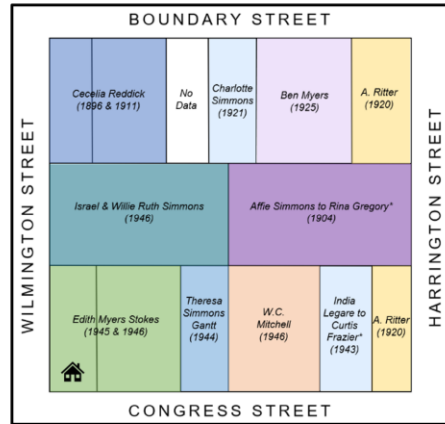 BOUNDARY STREET
WILMINGTON STREET
HARRINGTON STREET
Cecelia Reddick
(1896 & 1911)
No
Data
Charlotte
Simmons
(1921)
Ben Myers
(1925)
A. Ritter
(1920)
Israel & Willie Ruth Simmons
(1946)
Affie Simmons to Rina Gregory*
(1904)
Edith Myers Stokes
(1945 & 1946)
Theresa
Simmons
Gantt
(1944)
W.C.
Mitchell
(1946)
India
Legare to
Curtis
Frazier*
(1943)
A. Ritter
(1920)
CONGRESS STREET